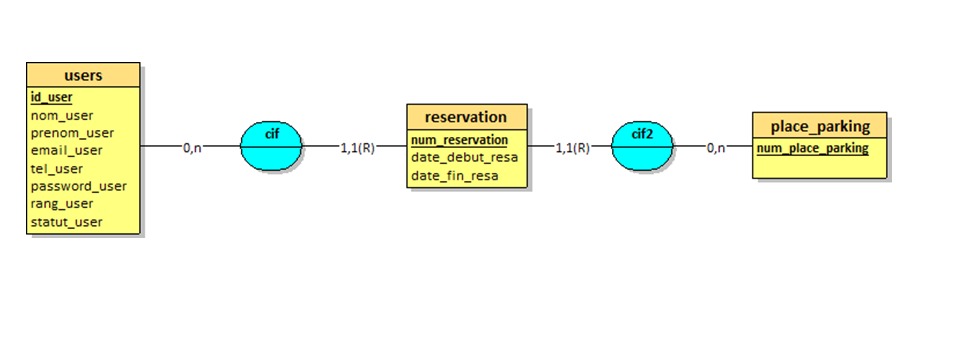 users
id_user
nom_user
prenom_user
email_user
tel_user
password_user
rang_user
statut_user
0,n
cif
1,1(R)
reservation
num_reservation
date_debut_resa
date_fin_resa
1,1(R)
cif2
0,n
place_parking
num_place_parking